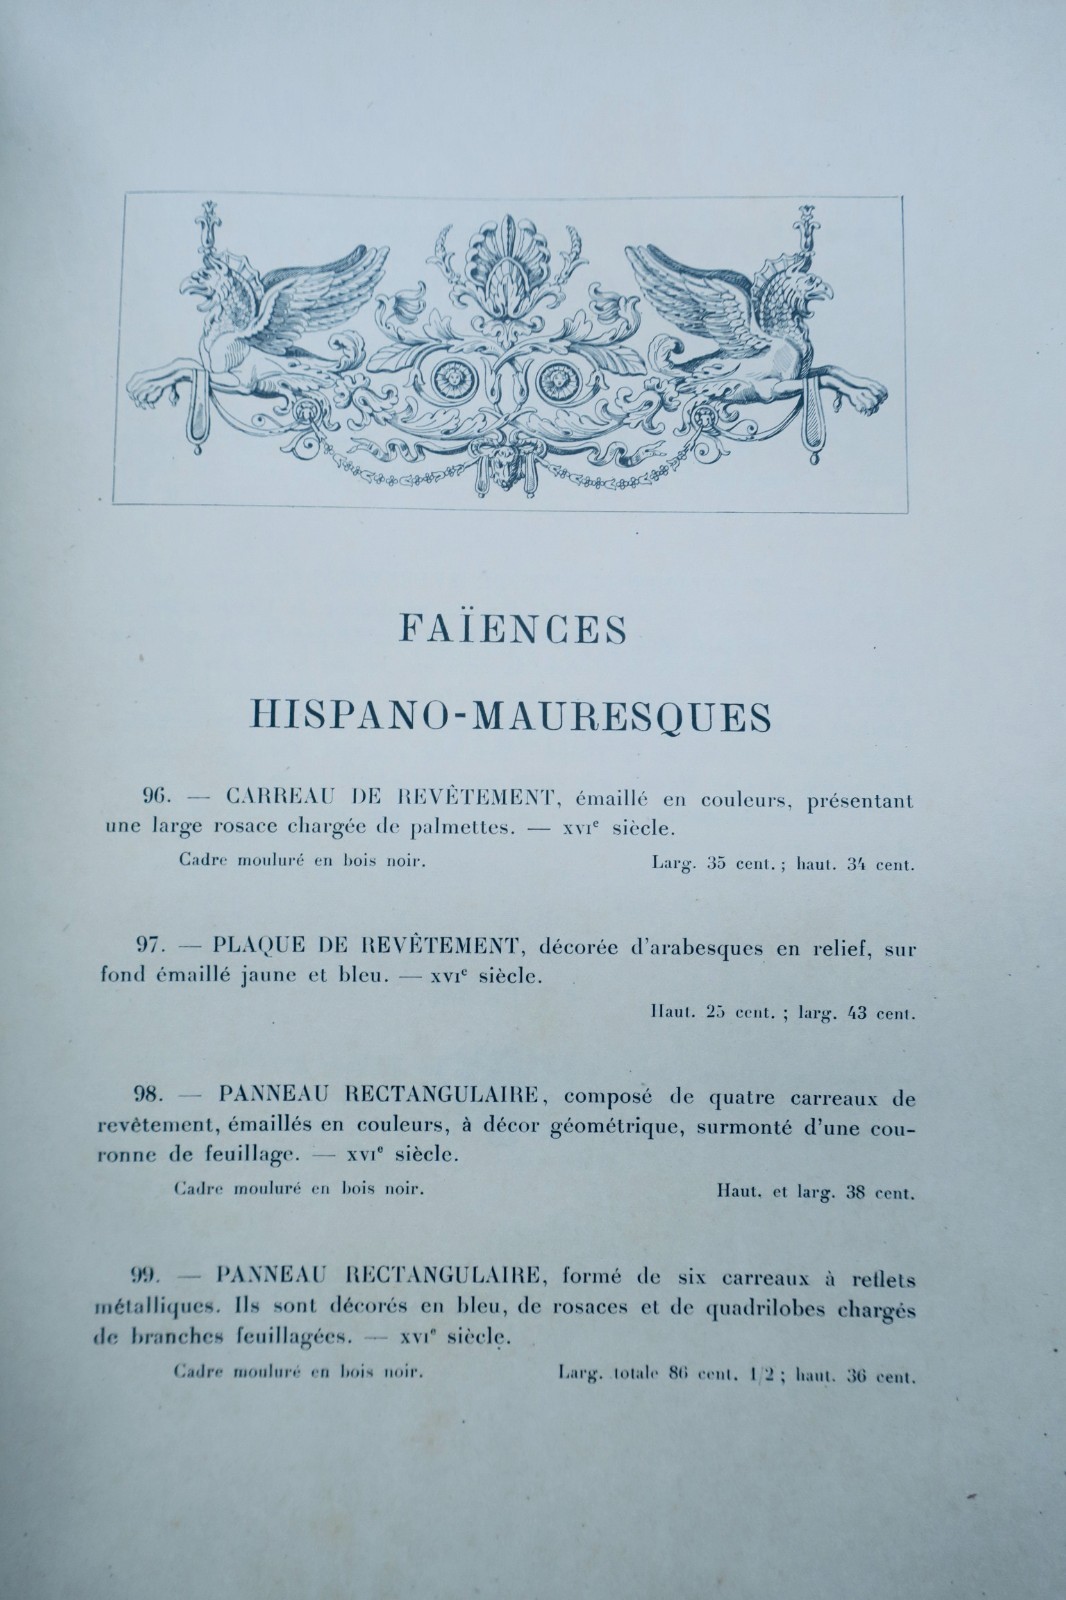 FAÏENCES
HISPANO-MAURESQUES
96. — CARREAU DE REVÊTEMENT, émaillé en couleurs, présentant
une large rosace chargée de palmettes. — XVIe siècle.
Cadre mouluré en bois noir. Larg. 35 cent. ; haut. 34 cent.
97. — PLAQUE DE REVÊTEMENT, décorée d'arabesques en relief, sur
fond émaillé jaune et bleu. — XVIe siècle.
Haut. 25 cent. ; larg. 43 cent.
98. — PANNEAU RECTANGULAIRE, composé de quatre carreaux de
revêtement, émaillés en couleurs, à décor géométrique, surmonté d'une cou-
ronne de feuillage. — XVIe siècle.
Cadre mouluré en bois noir. Haut. et larg. 38 cent.
99. — PANNEAU RECTANGULAIRE, formé de six carreaux à reflets
métalliques. Ils sont décorés en bleu, de rosaces et de quadrilobes chargés
de branches feuillagées. — XVIe siècle.
Cadre mouluré en bois noir. Larg. totale 86 cent. 1/2 ; haut. 36 cent.